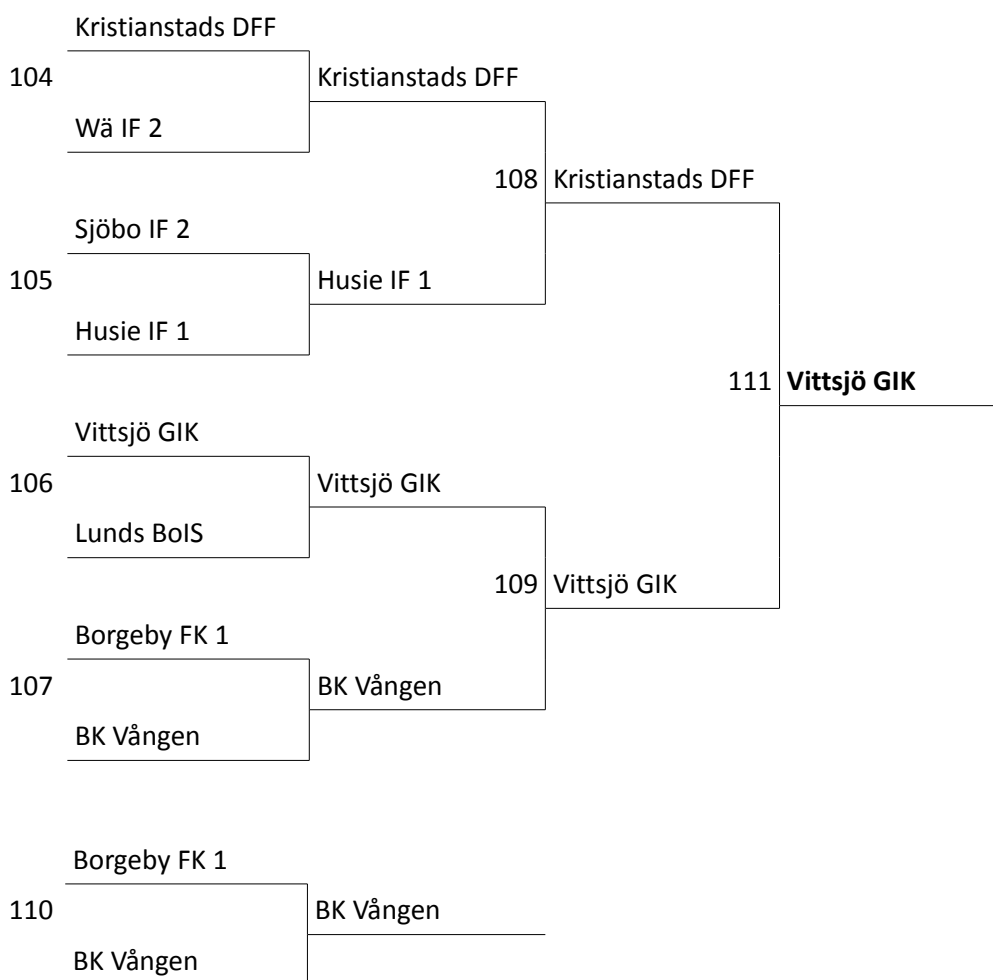 Kristianstads DFF
104 Kristianstads DFF
Wä IF 2
108 Kristianstads DFF
Sjöbo IF 2
105 Husie IF 1
Husie IF 1
111 Vittsjö GIK
Vittsjö GIK
106 Vittsjö GIK
Lunds BoIS
109 Vittsjö GIK
Borgeby FK 1
107 BK Vången
BK Vången
Borgeby FK 1
110 BK Vången
BK Vången